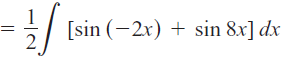 = 1/2 ∫ [sin (−2x) + sin 8x] dx